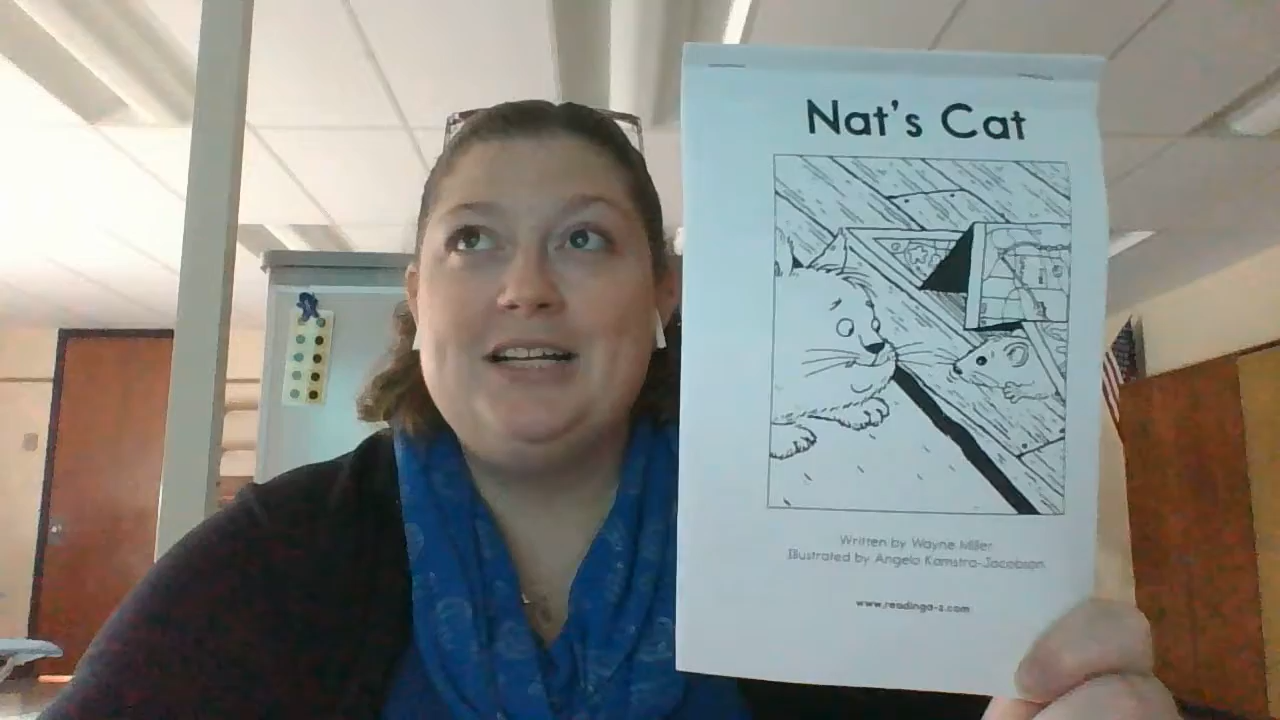 Nat's Cat
Written by Wayne Miller
Illustrated by Angela Kamstra-Jacobson
www.readinga-z.com